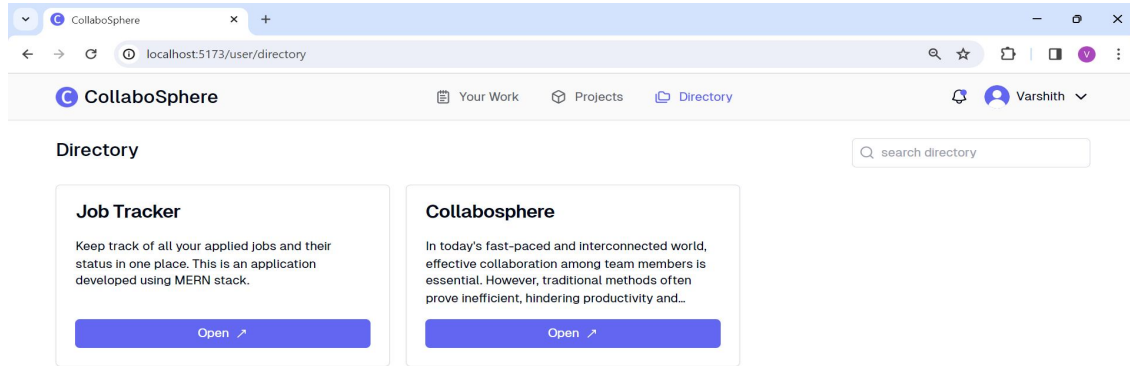 CollaboSphere
localhost:5173/user/directory
V
C CollaboSphere
Your Work Projects Directory
Varshith
Directory
search directory
Job Tracker
Keep track of all your applied jobs and their
status in one place. This is an application
developed using MERN stack.
Open ↗
Collabosphere
In today's fast-paced and interconnected world,
effective collaboration among team members is
essential. However, traditional methods often
prove inefficient, hindering productivity and...
Open ↗